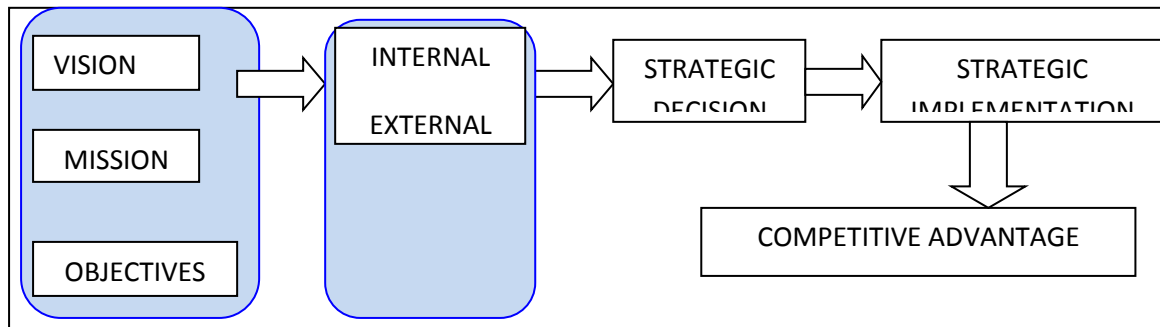 VISION
MISSION
OBJECTIVES
INTERNAL
EXTERNAL
STRATEGIC
DECISION
STRATEGIC
IMPLEMENTATION
COMPETITIVE ADVANTAGE